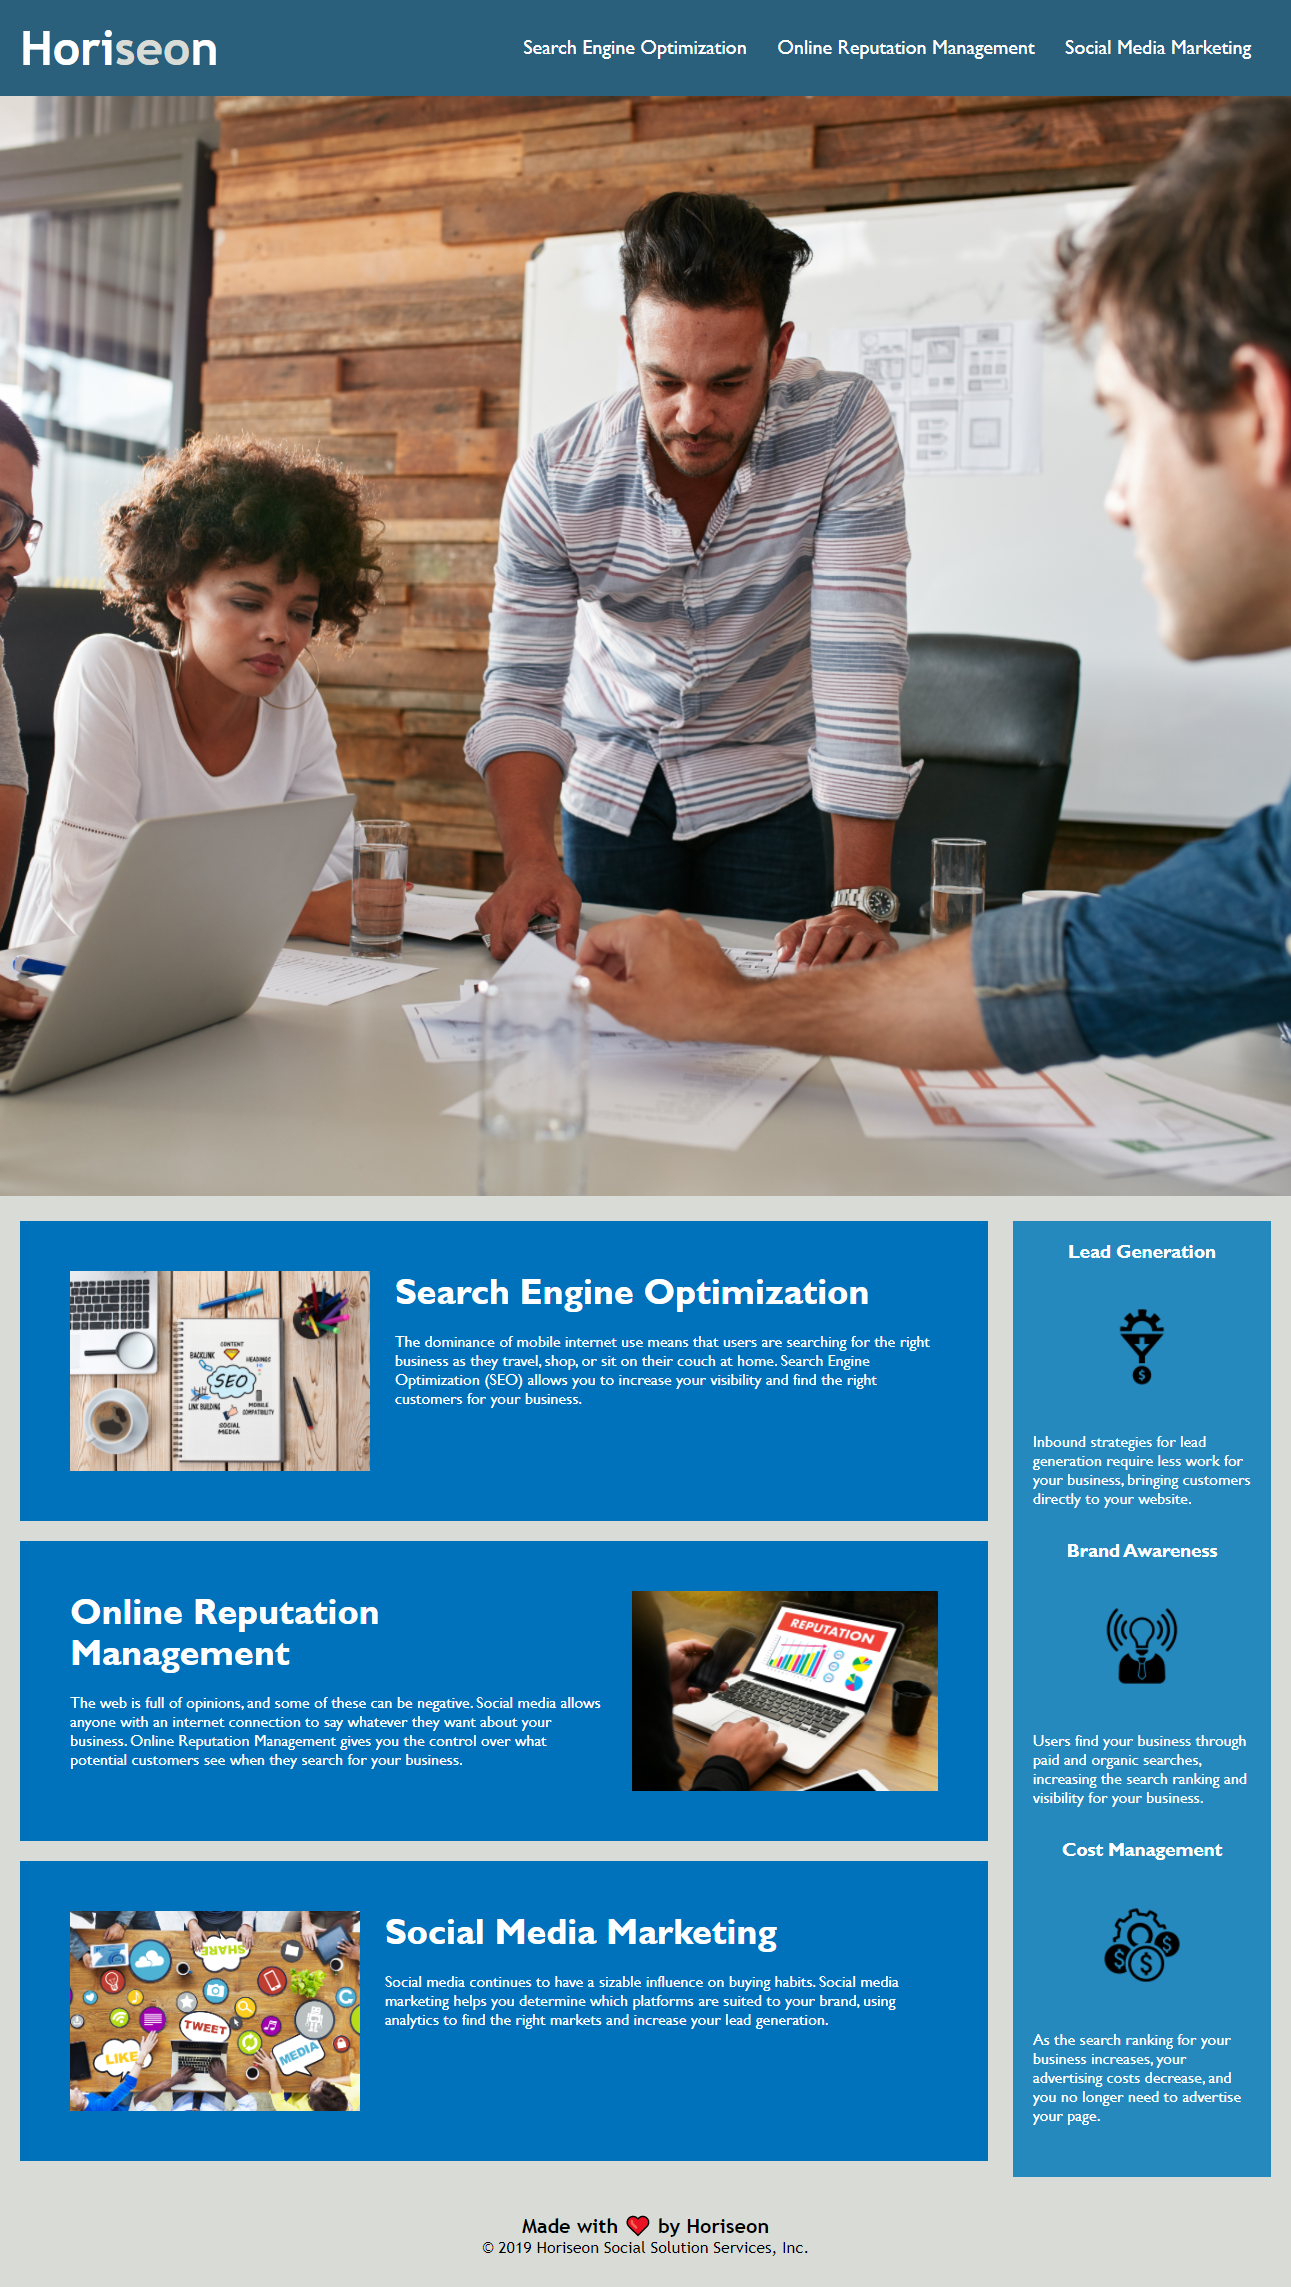 Horiseon
Search Engine Optimization
Online Reputation Management
Social Media Marketing
CONTENT
BACKLINK
HEADINGS
SEO
LINK BUILDING
MOBILE
COMPATIBILITY
SOCIAL
MEDIA
Search Engine Optimization
The dominance of mobile internet use means that users are searching for the right
business as they travel, shop, or sit on their couch at home. Search Engine
Optimization (SEO) allows you to increase your visibility and find the right
customers for your business.
Online Reputation
Management
The web is full of opinions, and some of these can be negative. Social media allows
anyone with an internet connection to say whatever they want about your
business. Online Reputation Management gives you the control over what
potential customers see when they search for your business.
REPUTATION
SHARE
TWEET
LIKE
MEDIA
Social Media Marketing
Social media continues to have a sizable influence on buying habits. Social media
marketing helps you determine which platforms are suited to your brand, using
analytics to find the right markets and increase your lead generation.
Lead Generation
$
Inbound strategies for lead
generation require less work for
your business, bringing customers
directly to your website.
Brand Awareness
Users find your business through
paid and organic searches,
increasing the search ranking and
visibility for your business.
Cost Management
$ $ $
As the search ranking for your
business increases, your
advertising costs decrease, and
you no longer need to advertise
your page.
Made with ❤️ by Horiseon
© 2019 Horiseon Social Solution Services, Inc.